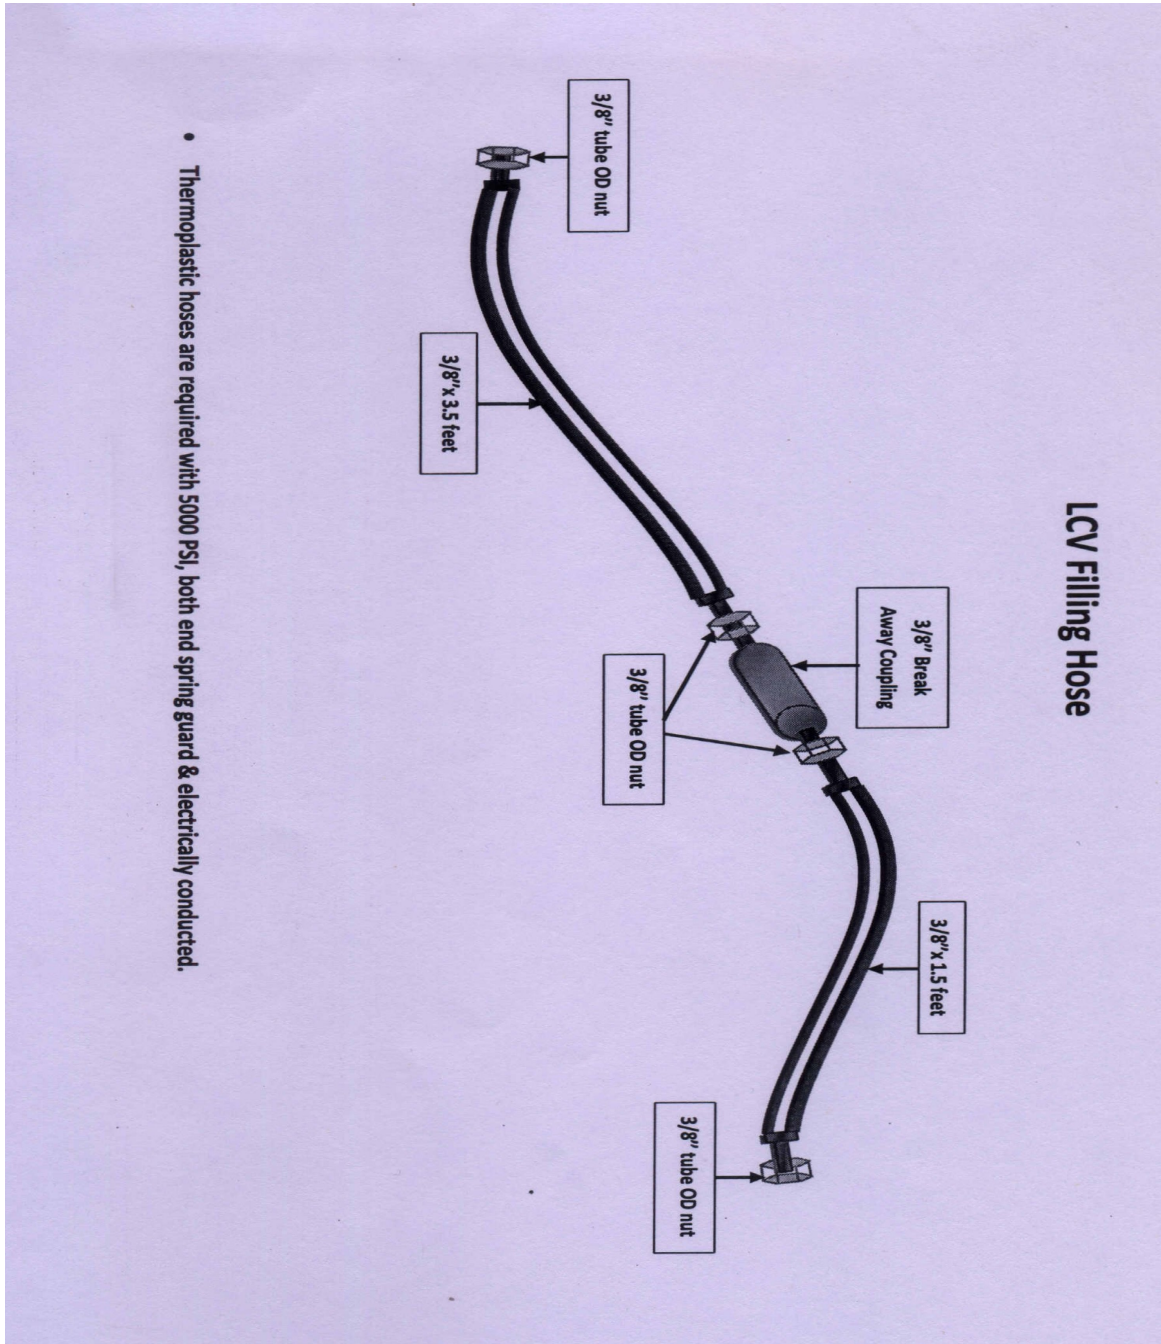 LCV Filling Hose
3/8" Break
Away Coupling
3/8"x 1.5 feet
3/8" tube OD nut
3/8" tube OD nut
3/8" tube OD nut
3/8"x 3.5 feet
• Thermoplastic hoses are required with 5000 PSI, both end spring guard & electrically conducted.